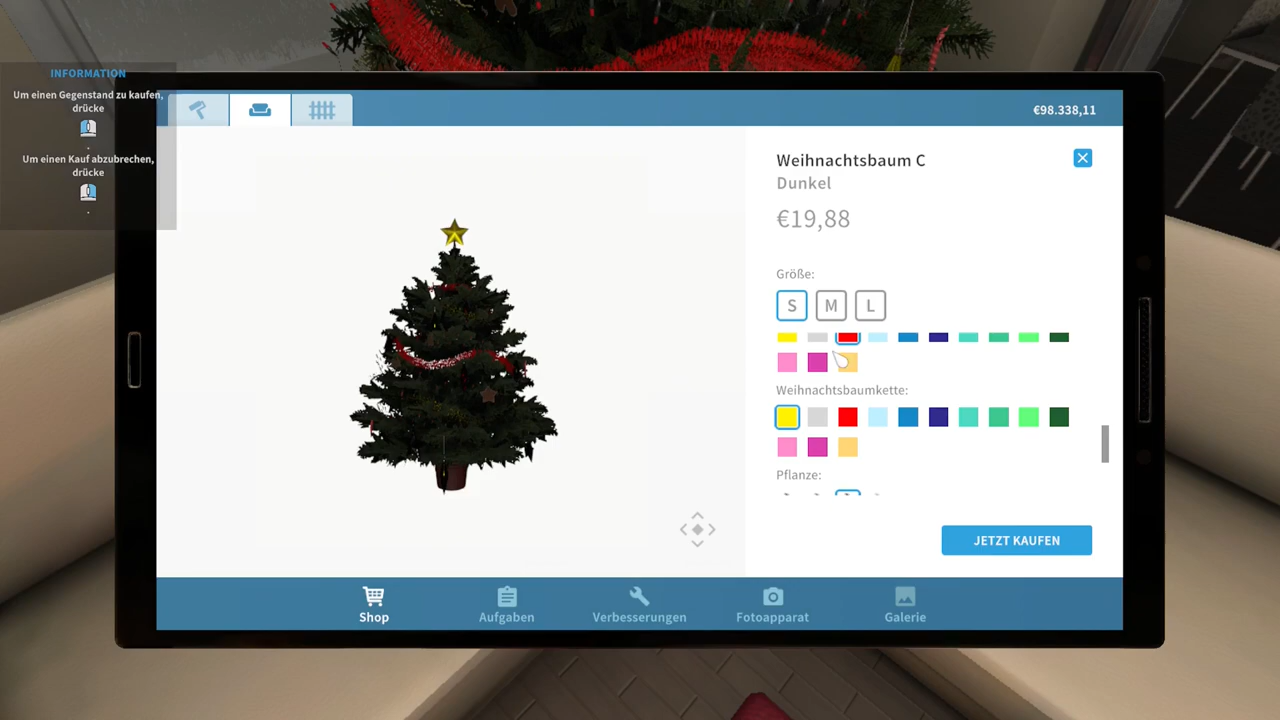 INFORMATION
Um einen Gegenstand zu kaufen,
drücke
.
Um einen Kauf abzubrechen,
drücke
.
€98.338,11
Weihnachtsbaum C
Dunkel
€19,88
Größe:
S M L
Weihnachtsbaumkette:
Pflanze:
JETZT KAUFEN
Shop Aufgaben Verbesserungen Fotoapparat Galerie